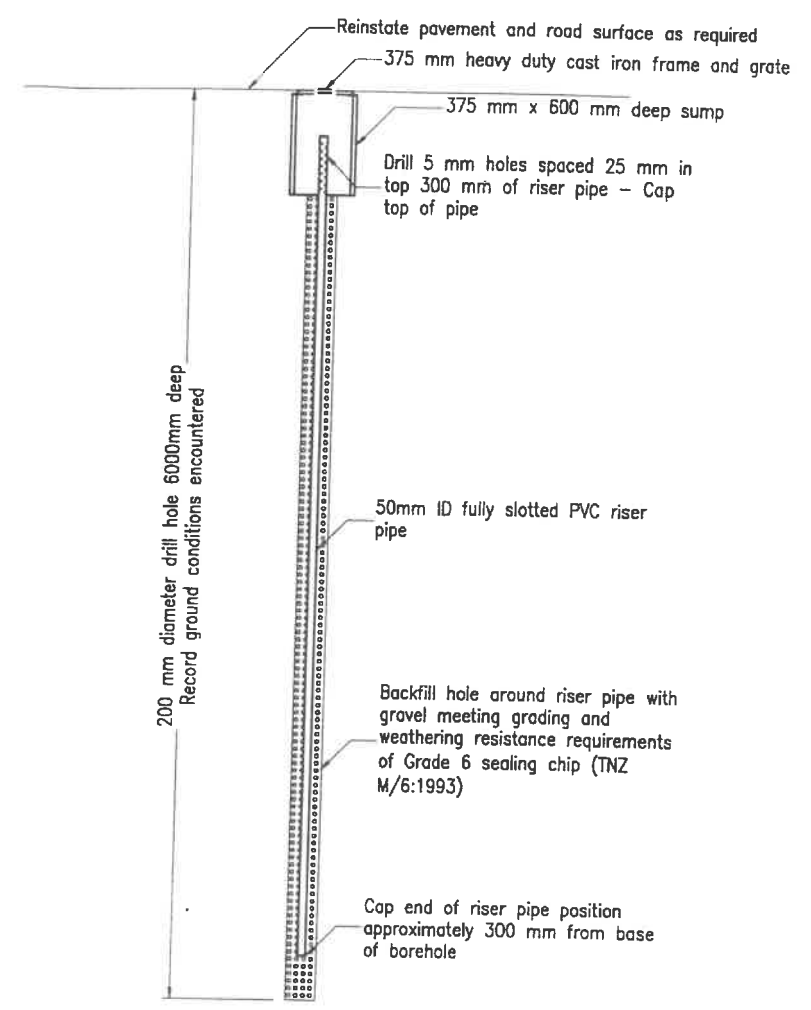 Reinstate pavement and road surface as required
375 mm heavy duty cast iron frame and grate
375 mm x 600 mm deep sump
Drill 5 mm holes spaced 25 mm in
top 300 mm of riser pipe – Cap
top of pipe
200 mm diameter drill hole 6000mm deep
Record ground conditions encountered
50mm ID fully slotted PVC riser
pipe
Backfill hole around riser pipe with
gravel meeting grading and
weathering resistance requirements
of Grade 6 sealing chip (TNZ
M/6:1993)
Cap end of riser pipe position
approximately 300 mm from base
of borehole